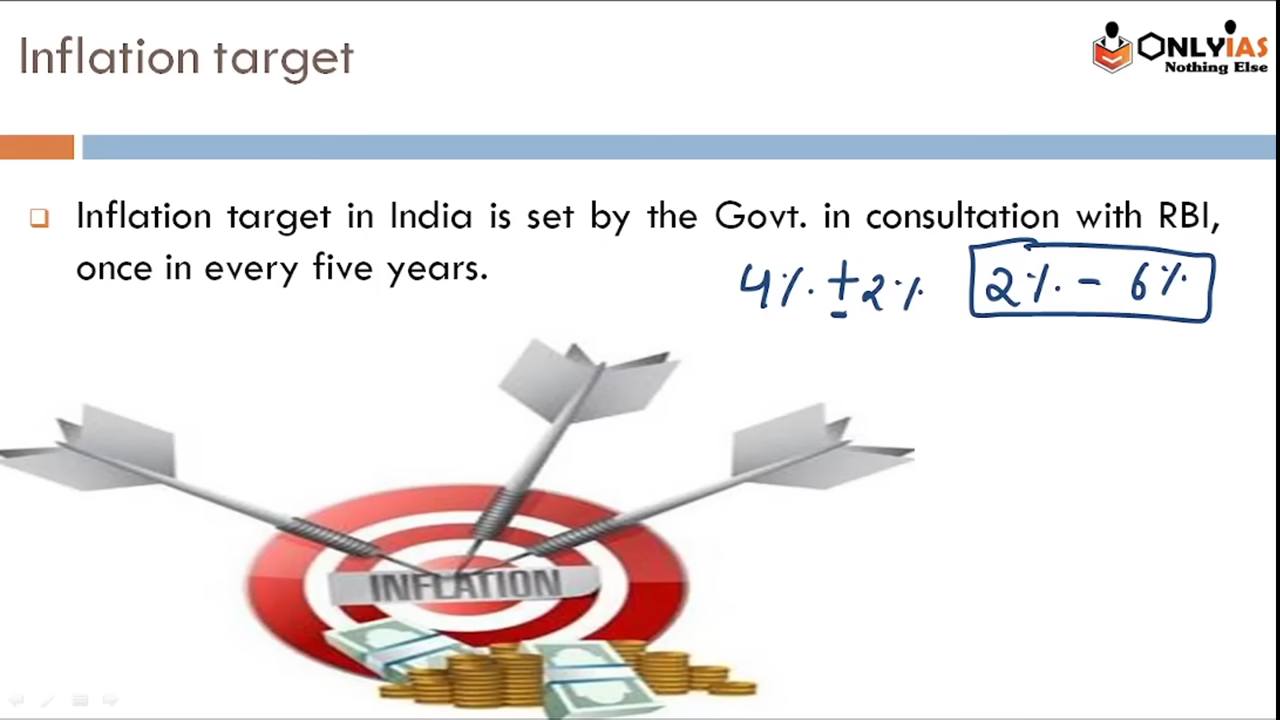 Inflation target
ONLYIAS
Nothing Else
Inflation target in India is set by the Govt. in consultation with RBI,
once in every five years.
4% ± 2% 2% - 6%
INFLATION